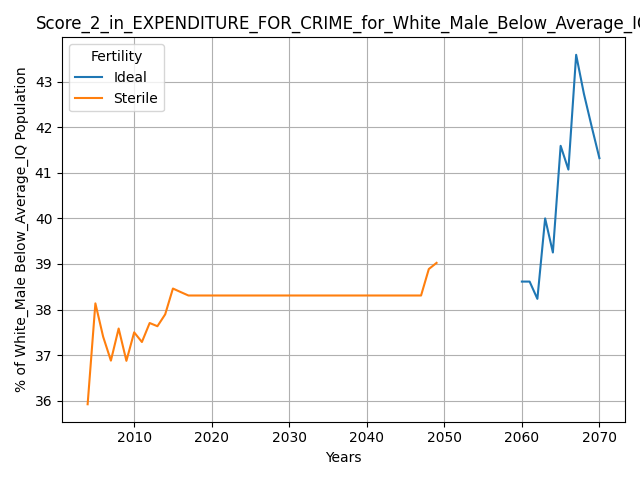 Score_2_in_EXPENDITURE_FOR_CRIME_for_White_Male_Below_Average_IQ
Fertility
Ideal
Sterile
% of White_Male Below_Average_IQ Population
43
42
41
40
39
38
37
36
2010 2020 2030 2040 2050 2060 2070
Years